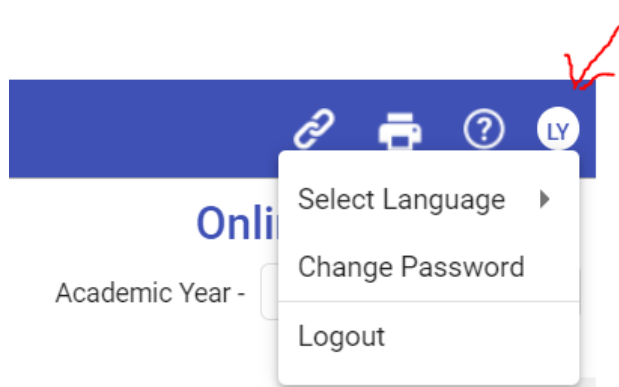 LY
Select Language
Onli
Change Password
Academic Year -
Logout